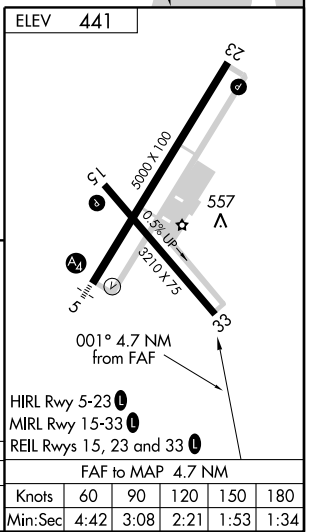 ELEV 441
23
P
5000 X 100
15
P
557
0.5% UP
A4
3210 X 75
V
5
33
001° 4.7 NM
from FAF
HIRL Rwy 5-23 L
MIRL Rwy 15-33 L
REIL Rwys 15, 23 and 33 L
FAF to MAP 4.7 NM
Knots 60 90 120 150 180
Min:Sec 4:42 3:08 2:21 1:53 1:34